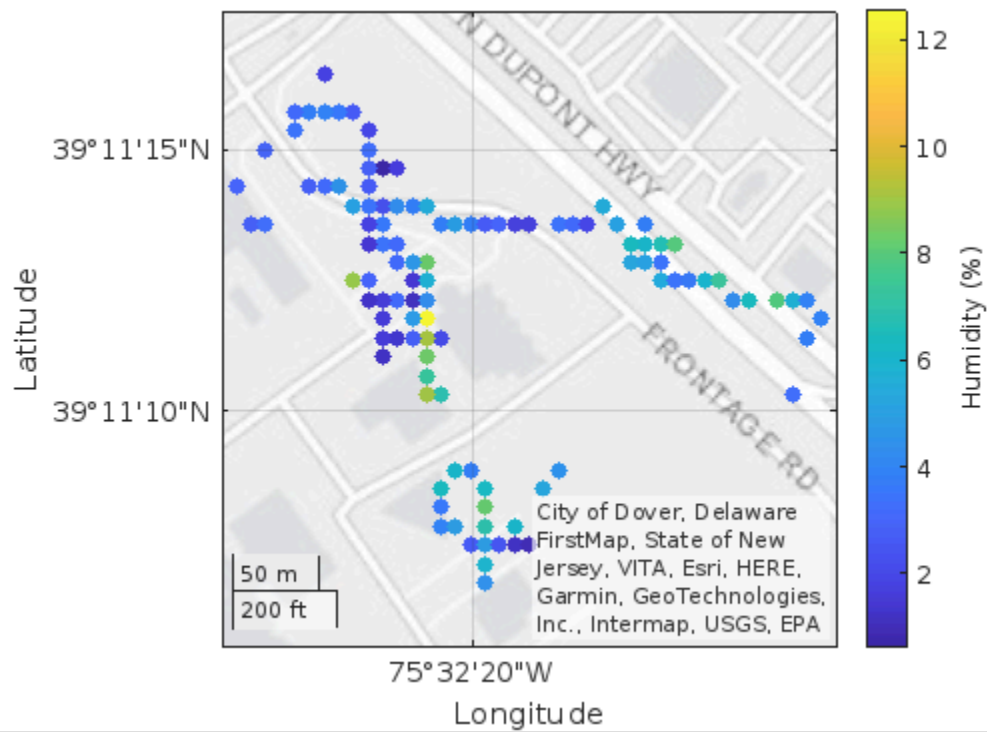 N DUPONT HWY
39°11'15"N
39°11'10"N
Latitude
FRONTAGE RD
City of Dover, Delaware
FirstMap, State of New
Jersey, VITA, Esri, HERE,
Garmin, GeoTechnologies,
Inc., Intermap, USGS, EPA
50 m
200 ft
75°32'20"W
Longitude
12
10
8
6
4
2
Humidity (%)